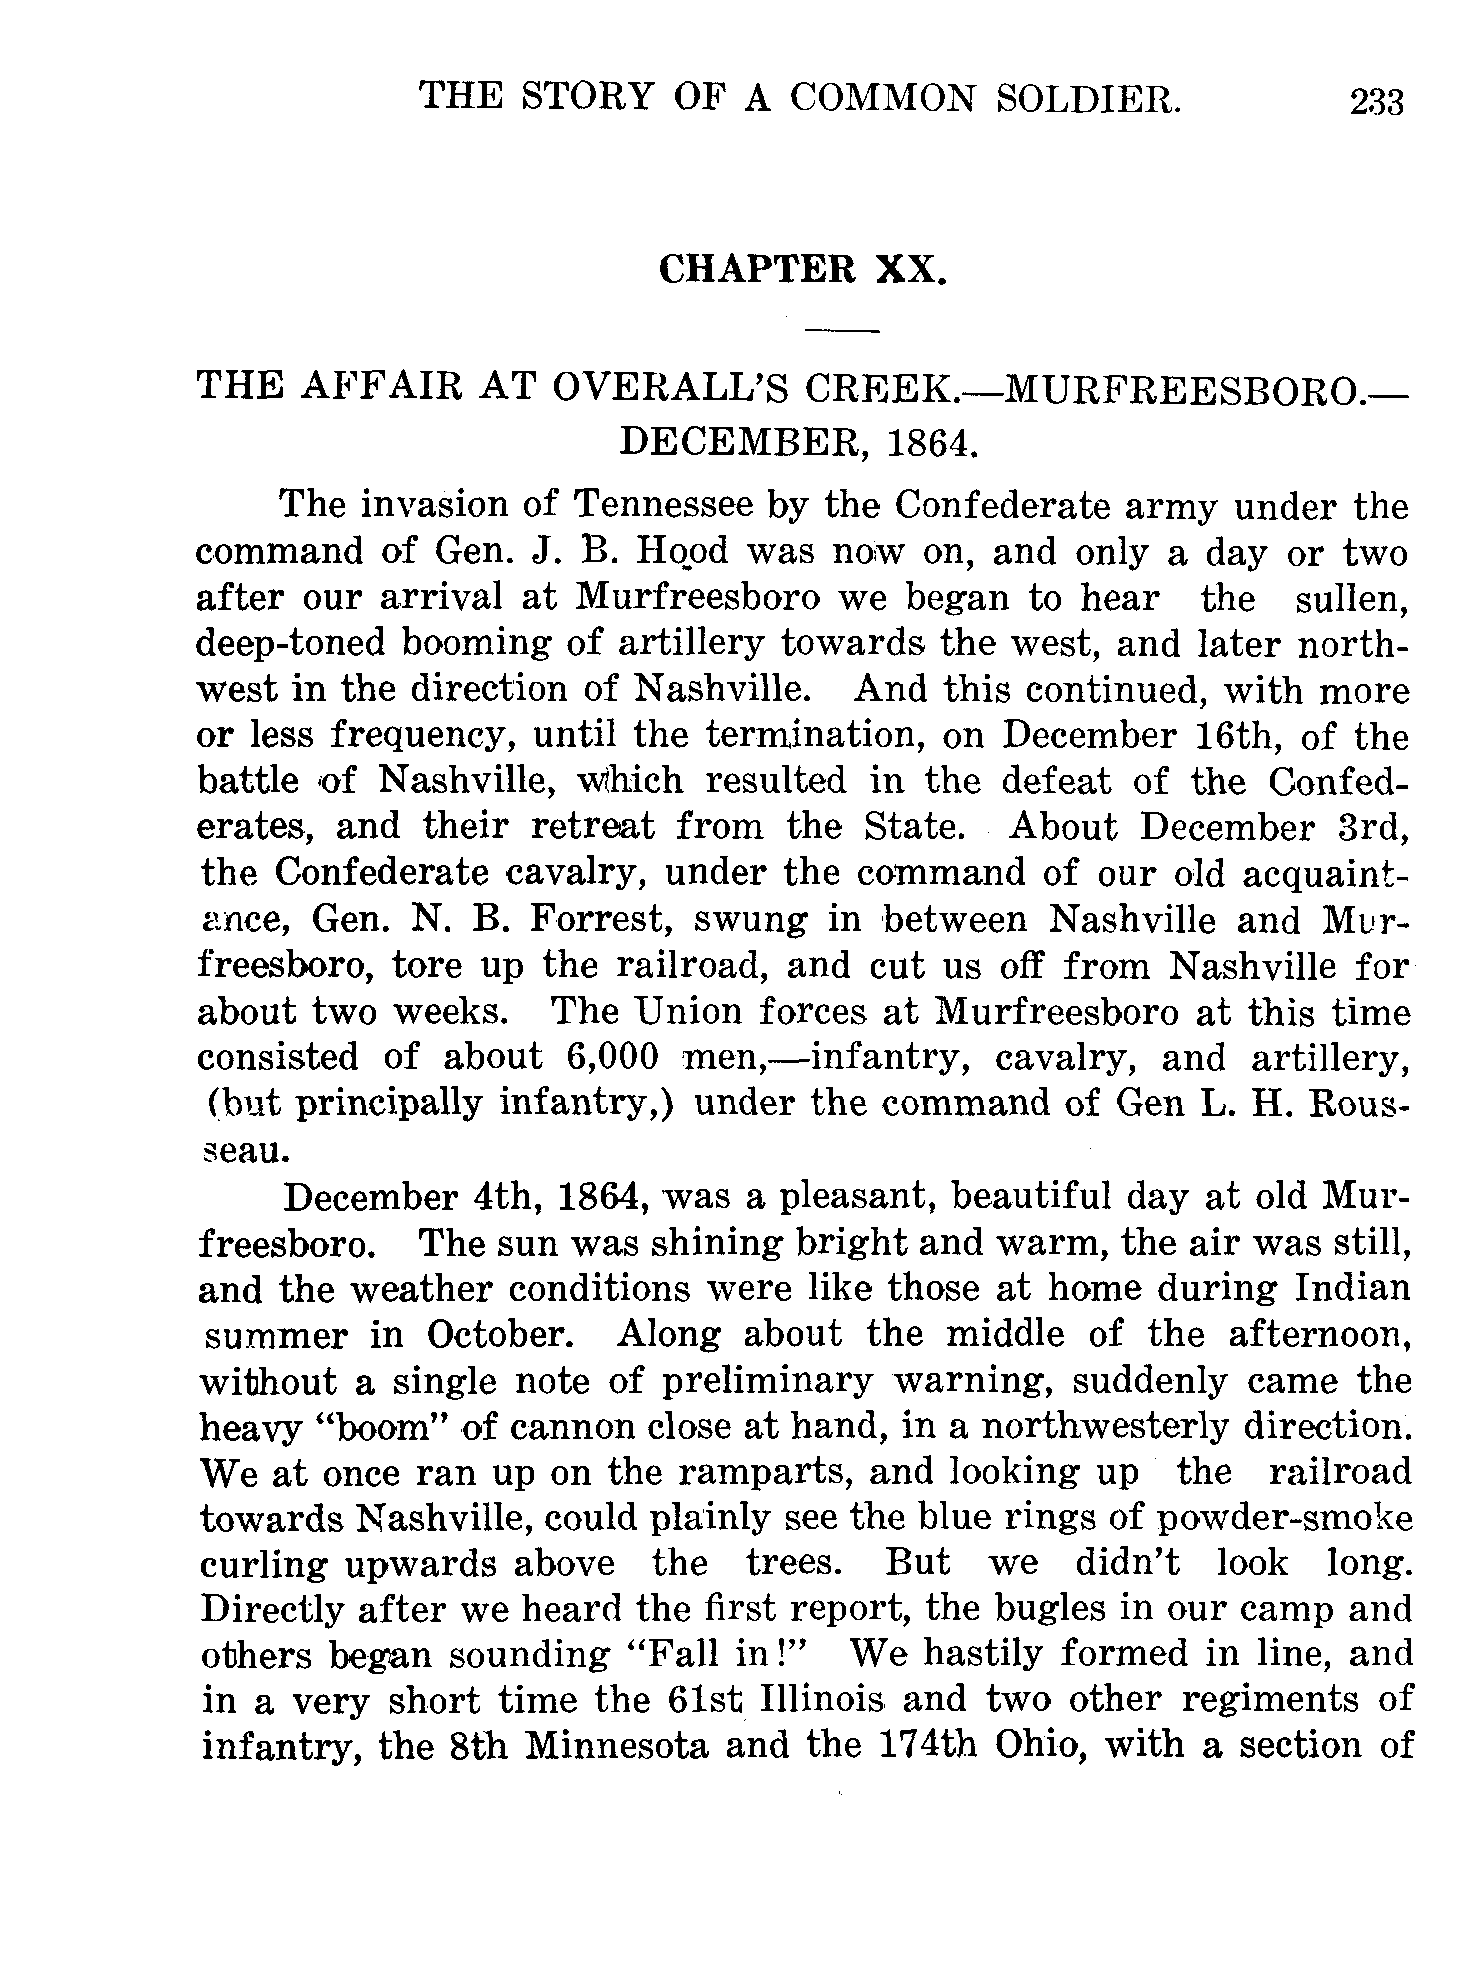 THE STORY OF A COMMON SOLDIER. 233
CHAPTER XX.
THE AFFAIR AT OVERALL'S CREEK.—MURFREESBORO.—
DECEMBER, 1864.
The invasion of Tennessee by the Confederate army under the
command of Gen. J. B. Hood was now on, and only a day or two
after our arrival at Murfreesboro we began to hear the sullen,
deep-toned booming of artillery towards the west, and later north-
west in the direction of Nashville. And this continued, with more
or less frequency, until the termination, on December 16th, of the
battle of Nashville, which resulted in the defeat of the Confed-
erates, and their retreat from the State. About December 3rd,
the Confederate cavalry, under the command of our old acquaint-
ance, Gen. N. B. Forrest, swung in between Nashville and Mur-
freesboro, tore up the railroad, and cut us off from Nashville for
about two weeks. The Union forces at Murfreesboro at this time
consisted of about 6,000 men,—infantry, cavalry, and artillery,
(but principally infantry,) under the command of Gen L. H. Rous-
seau.
December 4th, 1864, was a pleasant, beautiful day at old Mur-
freesboro. The sun was shining bright and warm, the air was still,
and the weather conditions were like those at home during Indian
summer in October. Along about the middle of the afternoon,
without a single note of preliminary warning, suddenly came the
heavy "boom" of cannon close at hand, in a northwesterly direction.
We at once ran up on the ramparts, and looking up the railroad
towards Nashville, could plainly see the blue rings of powder-smoke
curling upwards above the trees. But we didn't look long.
Directly after we heard the first report, the bugles in our camp and
others began sounding "Fall in!" We hastily formed in line, and
in a very short time the 61st Illinois and two other regiments of
infantry, the 8th Minnesota and the 174th Ohio, with a section of